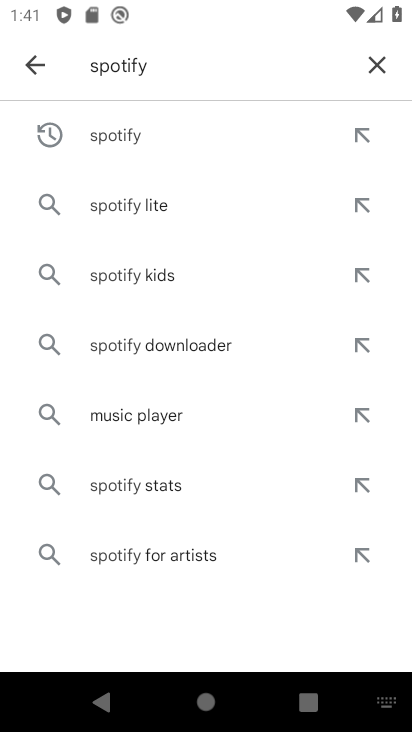 1:41
spotify
spotify
spotify lite
spotify kids
spotify downloader
music player
spotify stats
spotify for artists